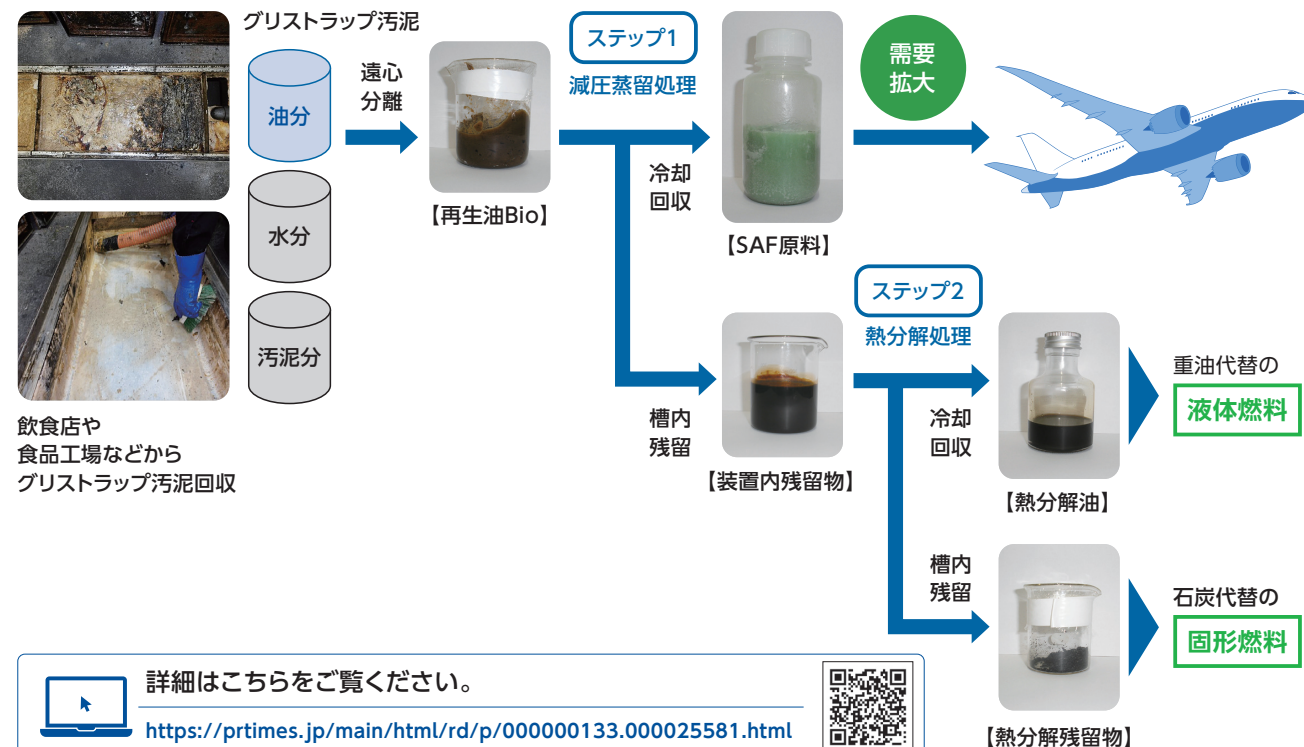 グリストラップ汚泥
油分
水分
汚泥分
飲食店や
食品工場などから
グリストラップ汚泥回収
遠心
分離
【再生油Bio】
ステップ1
減圧蒸留処理
冷却
回収
【SAF原料】
需要
拡大
槽内
残留
【装置内残留物】
ステップ2
熱分解処理
冷却
回収
【熱分解油】
重油代替の
液体燃料
槽内
残留
【熱分解残留物】
石炭代替の
固形燃料
詳細はこちらをご覧ください。
https://prtimes.jp/main/html/rd/p/000000133.000025581.html